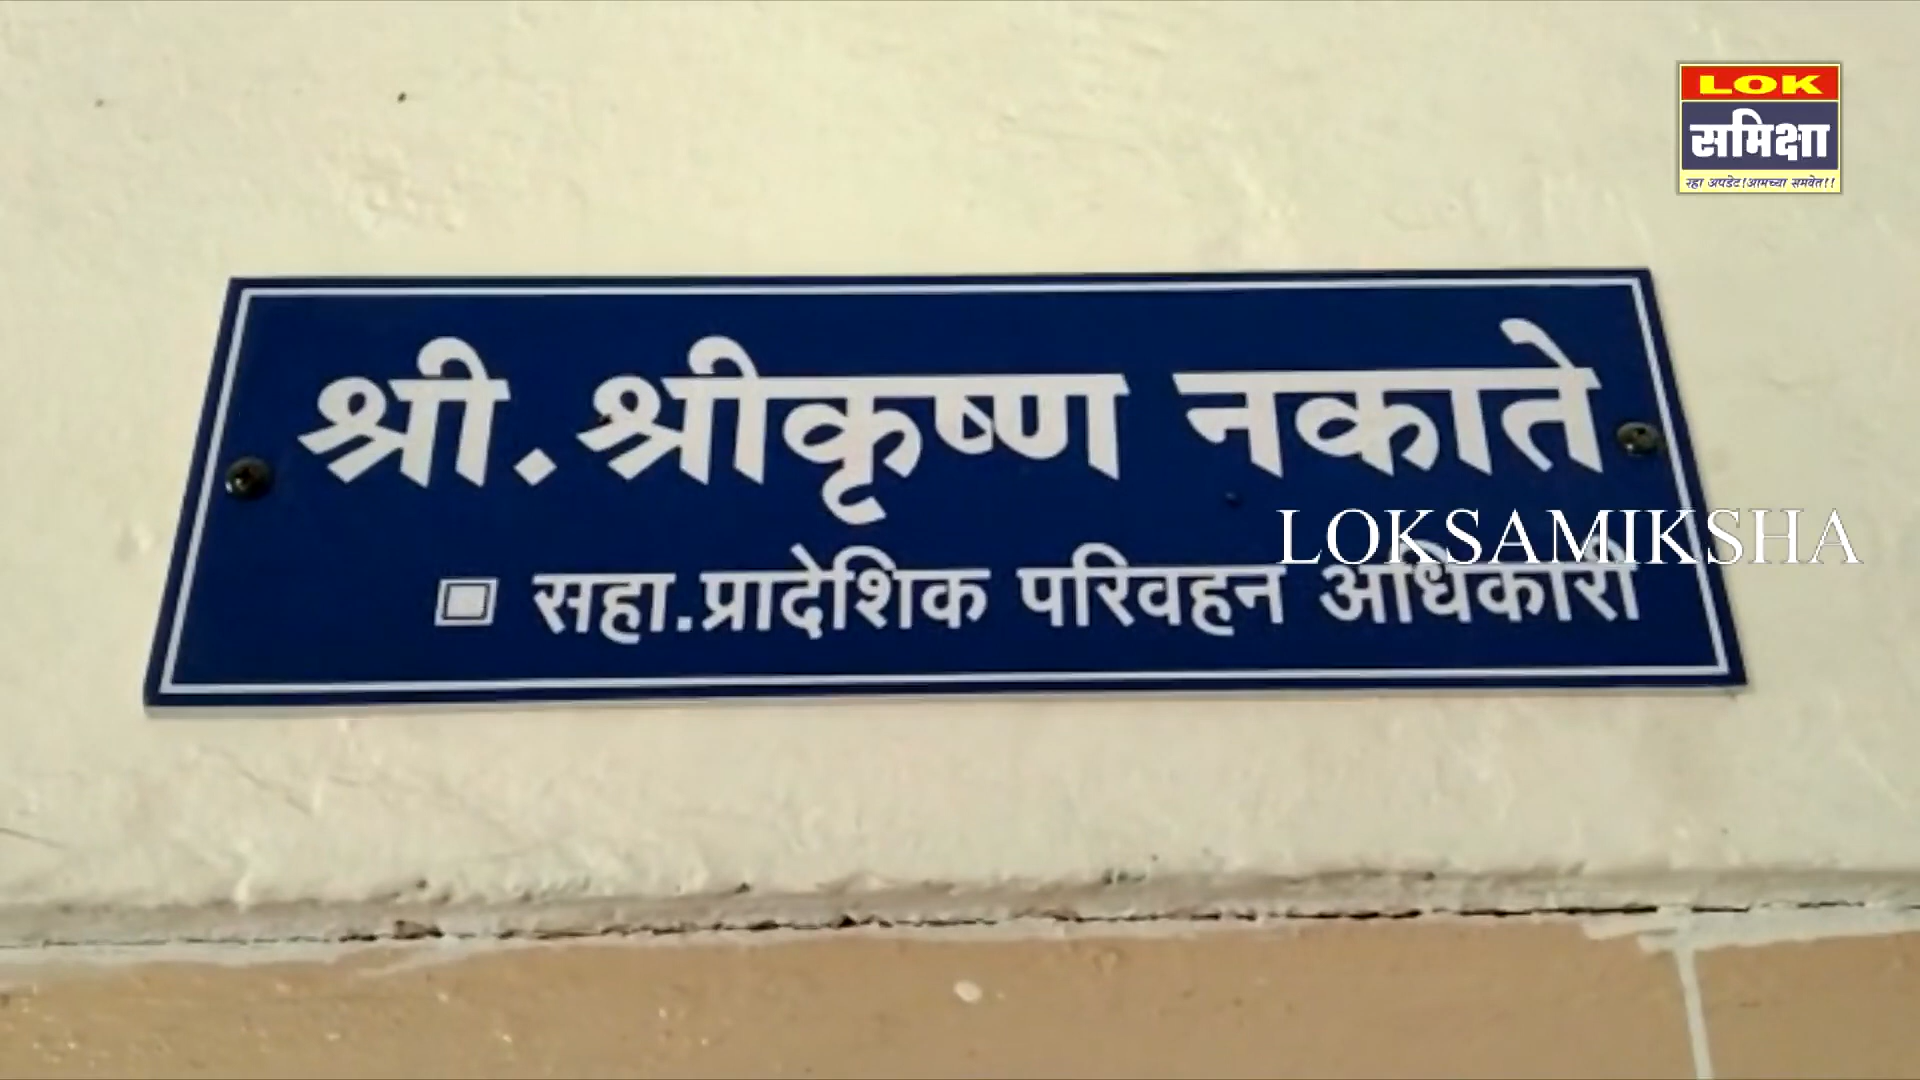 LOK
समिक्षा
रहा अपडेट!आमच्या समवेत!!
श्री.श्रीकृष्ण नकाते
LOKSAMIKSHA
सहा.प्रादेशिक परिवहन अधिकारी